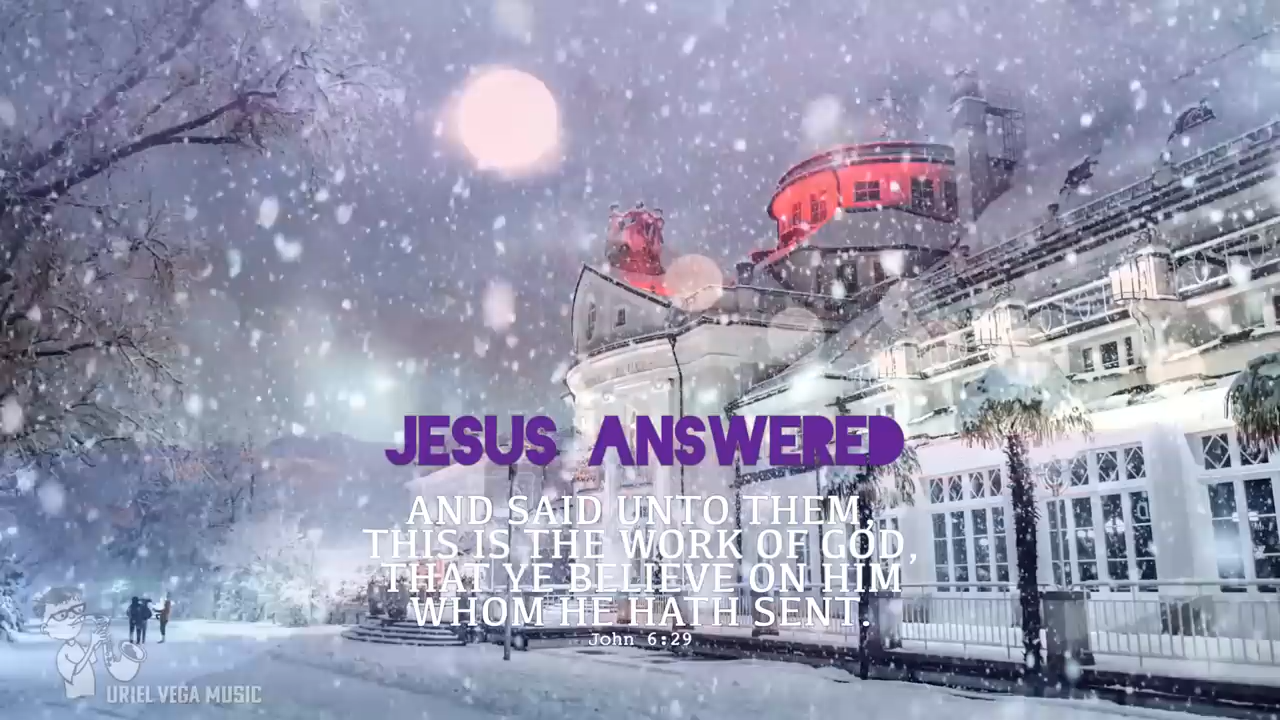 JESUS ANSWERED
AND SAID UNTO THEM,
THIS IS THE WORK OF GOD,
THAT YE BELIEVE ON HIM
WHOM HE HATH SENT.
John 6:29
URIEL VEGA MUSIC